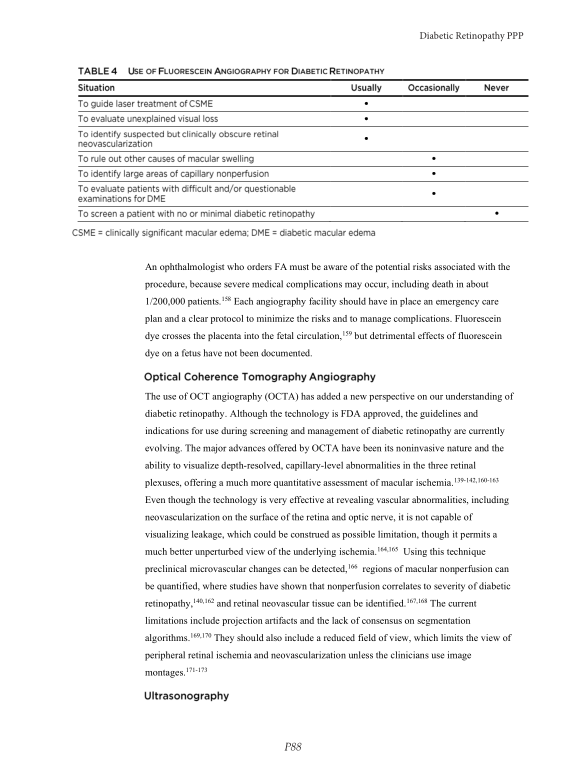 Diabetic Retinopathy PPP
TABLE 4 USE OF FLUORESCEIN ANGIOGRAPHY FOR DIABETIC RETINOPATHY
Situation Usually Occasionally Never
To guide laser treatment of CSME •
To evaluate unexplained visual loss •
To identify suspected but clinically obscure retinal
neovascularization •
To rule out other causes of macular swelling •
To identify large areas of capillary nonperfusion •
To evaluate patients with difficult and/or questionable
examinations for DME •
To screen a patient with no or minimal diabetic retinopathy •
CSME = clinically significant macular edema; DME = diabetic macular edema
An ophthalmologist who orders FA must be aware of the potential risks associated with the
procedure, because severe medical complications may occur, including death in about
1/200,000 patients.158 Each angiography facility should have in place an emergency care
plan and a clear protocol to minimize the risks and to manage complications. Fluorescein
dye crosses the placenta into the fetal circulation,159 but detrimental effects of fluorescein
dye on a fetus have not been documented.
Optical Coherence Tomography Angiography
The use of OCT angiography (OCTA) has added a new perspective on our understanding of
diabetic retinopathy. Although the technology is FDA approved, the guidelines and
indications for use during screening and management of diabetic retinopathy are currently
evolving. The major advances offered by OCTA have been its noninvasive nature and the
ability to visualize depth-resolved, capillary-level abnormalities in the three retinal
plexuses, offering a much more quantitative assessment of macular ischemia.139-142,160-163
Even though the technology is very effective at revealing vascular abnormalities, including
neovascularization on the surface of the retina and optic nerve, it is not capable of
visualizing leakage, which could be construed as possible limitation, though it permits a
much better unperturbed view of the underlying ischemia.164,165 Using this technique
preclinical microvascular changes can be detected,166 regions of macular nonperfusion can
be quantified, where studies have shown that nonperfusion correlates to severity of diabetic
retinopathy,140,162 and retinal neovascular tissue can be identified.167,168 The current
limitations include projection artifacts and the lack of consensus on segmentation
algorithms.169,170 They should also include a reduced field of view, which limits the view of
peripheral retinal ischemia and neovascularization unless the clinicians use image
montages.171-173
Ultrasonography
P88